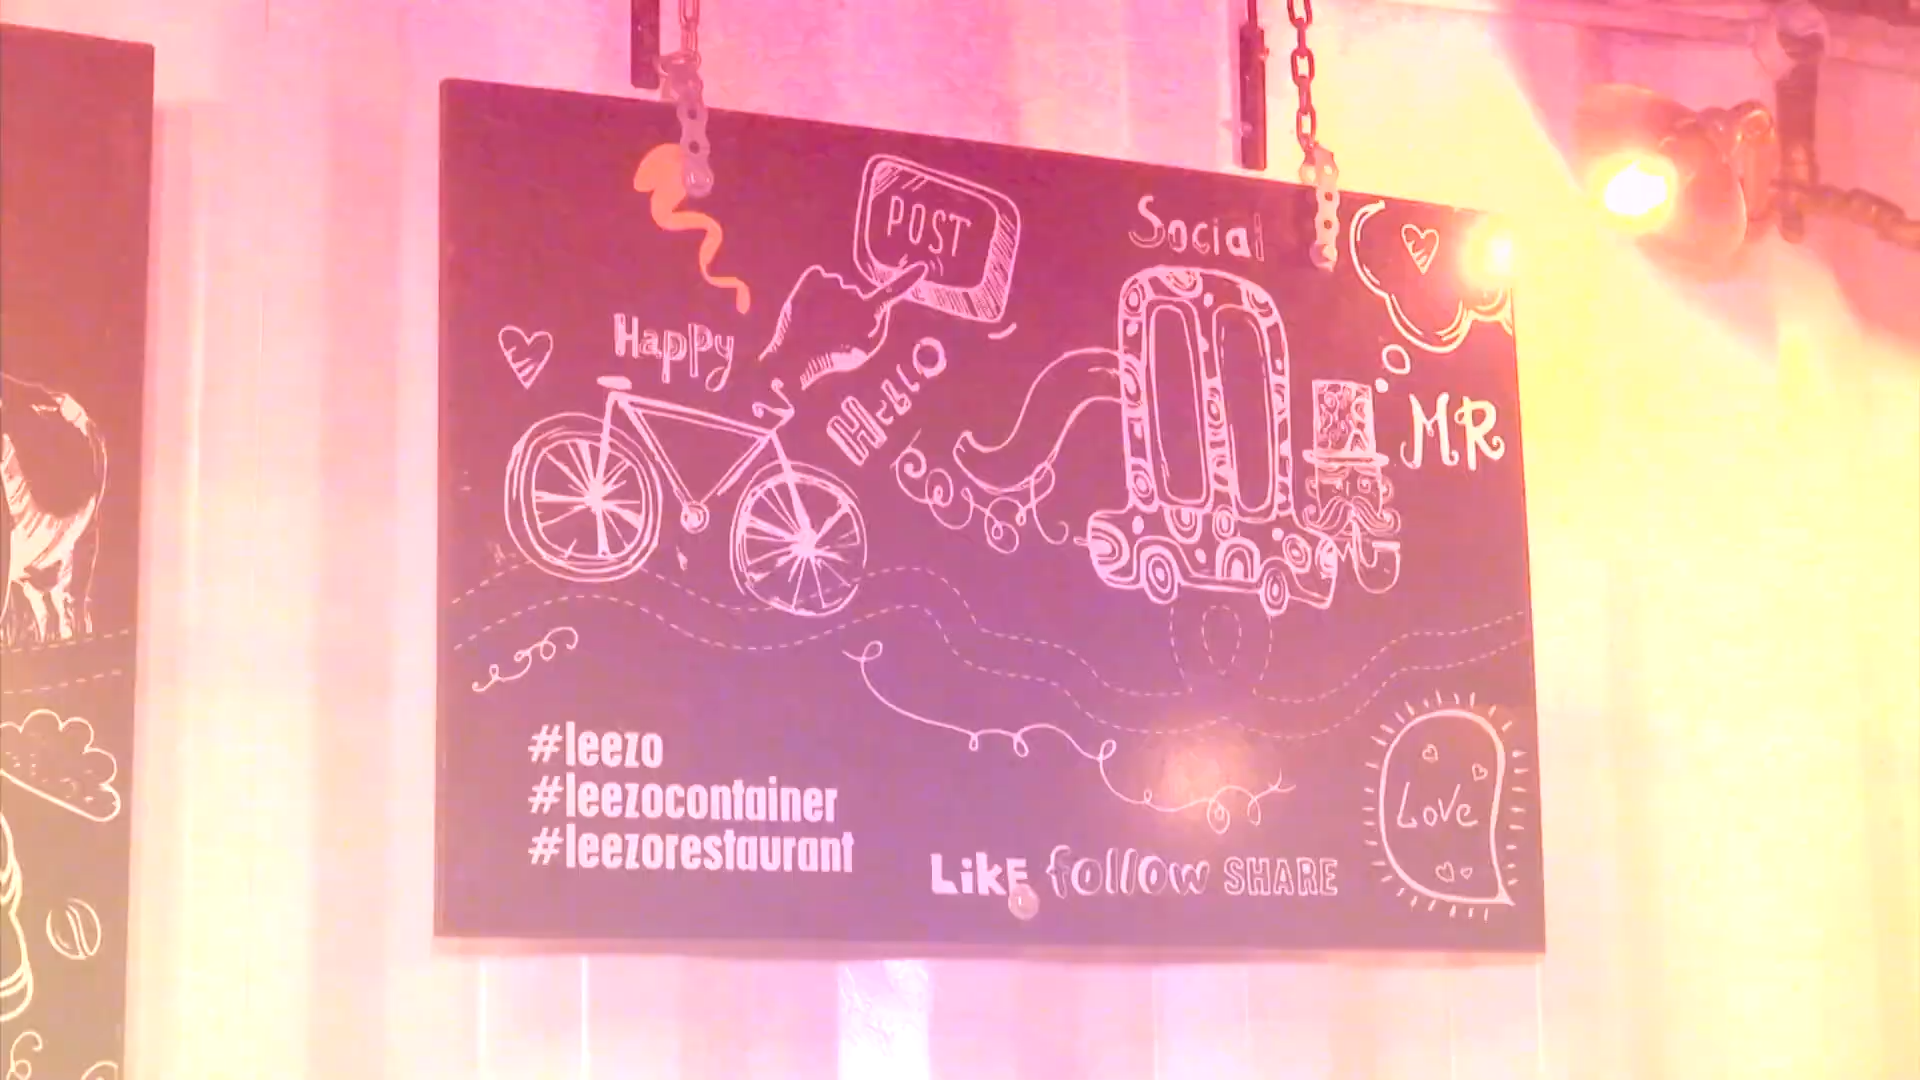 POST
Social
Happy
HeLLO
MR
#leezo
#leezocontainer
#leezorestaurant
LikE follow SHARE
Love